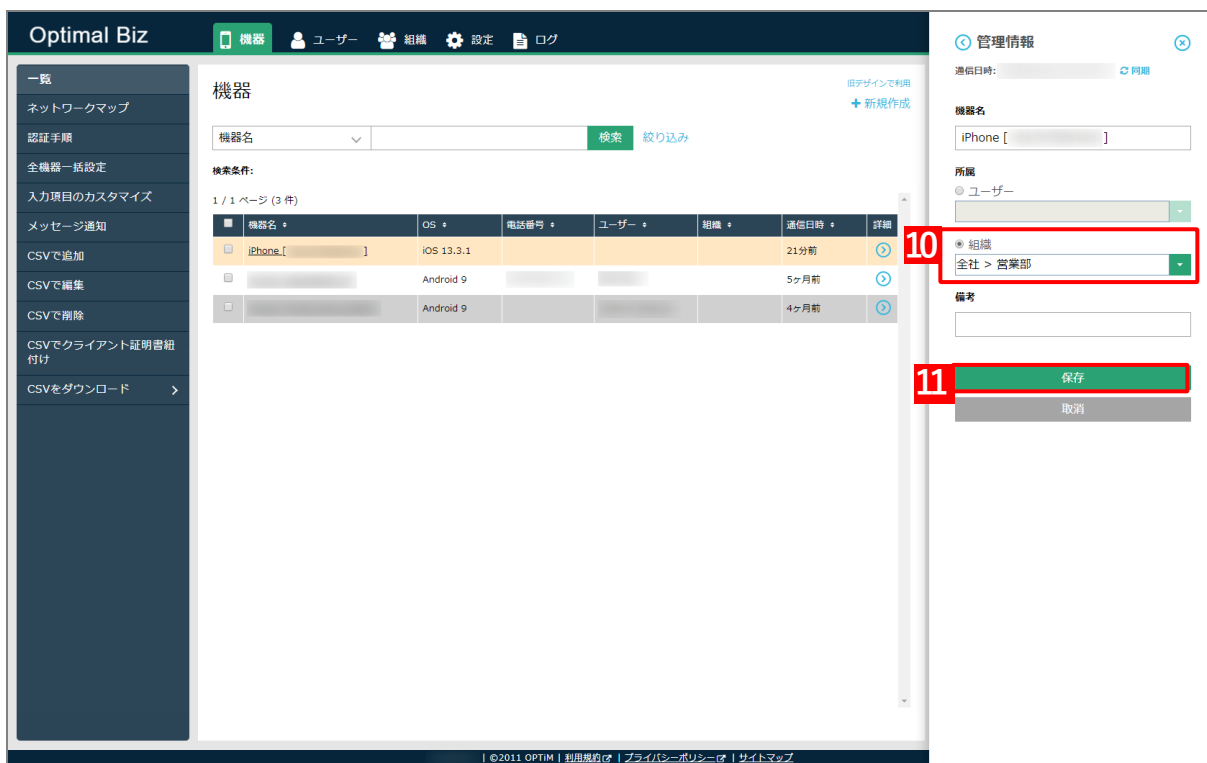 Optimal Biz
機器
ユーザー
組織
設定
ログ
一覧
ネットワークマップ
認証手順
全機器一括設定
入力項目のカスタマイズ
メッセージ通知
CSVで追加
CSVで編集
CSVで削除
CSVでクライアント証明書紐
付け
CSVをダウンロード
機器
旧デザインで利用
新規作成
機器名
検索
絞り込み
検索条件:
1 / 1 ページ (3 件)
機器名 OS 電話番号 ユーザー 組織 通信日時 詳細
iPhone [ ] iOS 13.3.1 21分前
Android 9 5ヶ月前
Android 9 4ヶ月前
管理情報
通信日時: 同期
機器名
iPhone [ ]
所属
ユーザー
10
組織
全社 > 営業部
備考
11
保存
取消
| ©2011 OPTiM | 利用規約 | プライバシーポリシー | サイトマップ